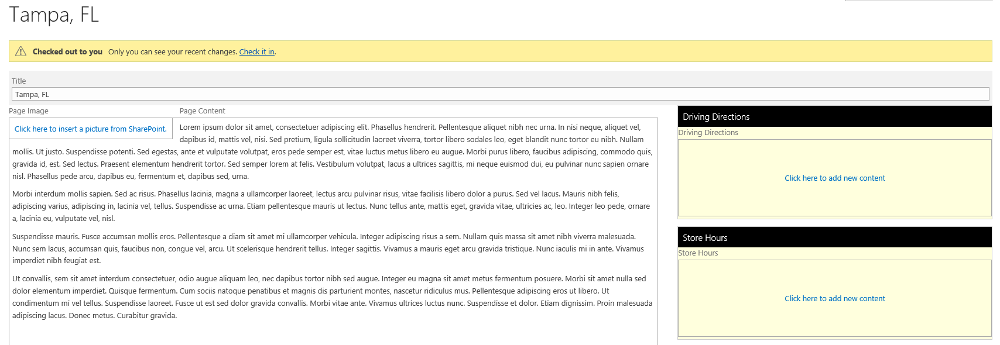 Tampa, FL
Checked out to you Only you can see your recent changes. Check it in.
Title
Tampa, FL
Page Image
Click here to insert a picture from SharePoint.
Page Content
Lorem ipsum dolor sit amet, consectetuer adipiscing elit. Phasellus hendrerit. Pellentesque aliquet nibh nec urna. In nisi neque, aliquet vel,
dapibus id, mattis vel, nisi. Sed pretium, ligula sollicitudin laoreet viverra, tortor libero sodales leo, eget blandit nunc tortor eu nibh. Nullam
mollis. Ut justo. Suspendisse potenti. Sed egestas, ante et vulputate volutpat, eros pede semper est, vitae luctus metus libero eu augue. Morbi purus libero, faucibus adipiscing, commodo quis,
gravida id, est. Sed lectus. Praesent elementum hendrerit tortor. Sed semper lorem at felis. Vestibulum volutpat, lacus a ultrices sagittis, mi neque euismod dui, eu pulvinar nunc sapien ornare
nisl. Phasellus pede arcu, dapibus eu, fermentum et, dapibus sed, urna.
Morbi interdum mollis sapien. Sed ac risus. Phasellus lacinia, magna a ullamcorper laoreet, lectus arcu pulvinar risus, vitae facilisis libero dolor a purus. Sed vel lacus. Mauris nibh felis,
adipiscing varius, adipiscing in, lacinia vel, tellus. Suspendisse ac urna. Etiam pellentesque mauris ut lectus. Nunc tellus ante, mattis eget, gravida vitae, ultricies ac, leo. Integer leo pede, ornare
a, lacinia eu, vulputate vel, nisl.
Suspendisse mauris. Fusce accumsan mollis eros. Pellentesque a diam sit amet mi ullamcorper vehicula. Integer adipiscing risus a sem. Nullam quis massa sit amet nibh viverra malesuada.
Nunc sem lacus, accumsan quis, faucibus non, congue vel, arcu. Ut scelerisque hendrerit tellus. Integer sagittis. Vivamus a mauris eget arcu gravida tristique. Nunc iaculis mi in ante. Vivamus
imperdiet nibh feugiat est.
Ut convallis, sem sit amet interdum consectetuer, odio augue aliquam leo, nec dapibus tortor nibh sed augue. Integer eu magna sit amet metus fermentum posuere. Morbi sit amet nulla sed
dolor elementum imperdiet. Quisque fermentum. Cum sociis natoque penatibus et magnis dis parturient montes, nascetur ridiculus mus. Pellentesque adipiscing eros ut libero. Ut
condimentum mi vel tellus. Suspendisse laoreet. Fusce ut est sed dolor gravida convallis. Morbi vitae ante. Vivamus ultrices luctus nunc. Suspendisse et dolor. Etiam dignissim. Proin malesuada
adipiscing lacus. Donec metus. Curabitur gravida.
Driving Directions
Driving Directions
Click here to add new content
Store Hours
Store Hours
Click here to add new content